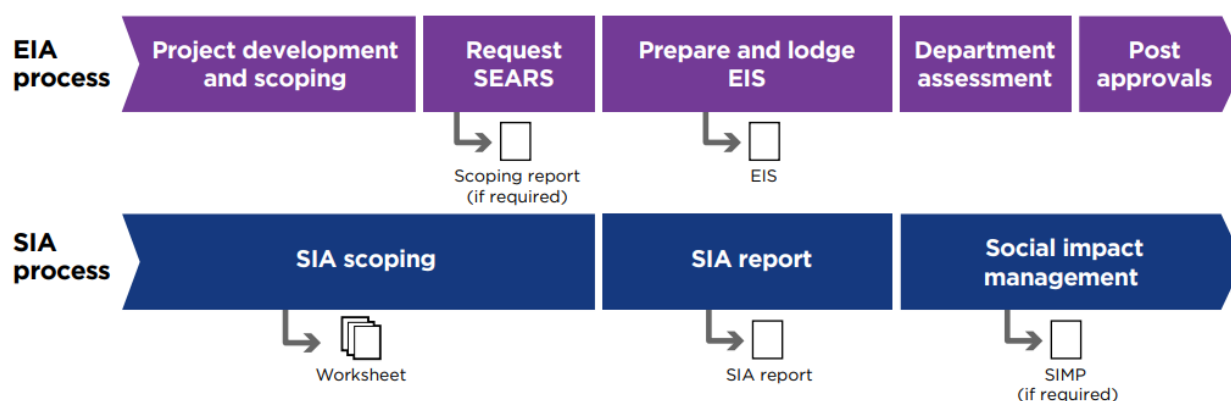 EIA
process
Project development
and scoping
Request
SEARS
Prepare and lodge
EIS
Department
assessment
Post
approvals
Scoping report
(if required)
EIS
SIA
process
SIA scoping
SIA report
Social impact
management
Worksheet
SIA report
SIMP
(if required)